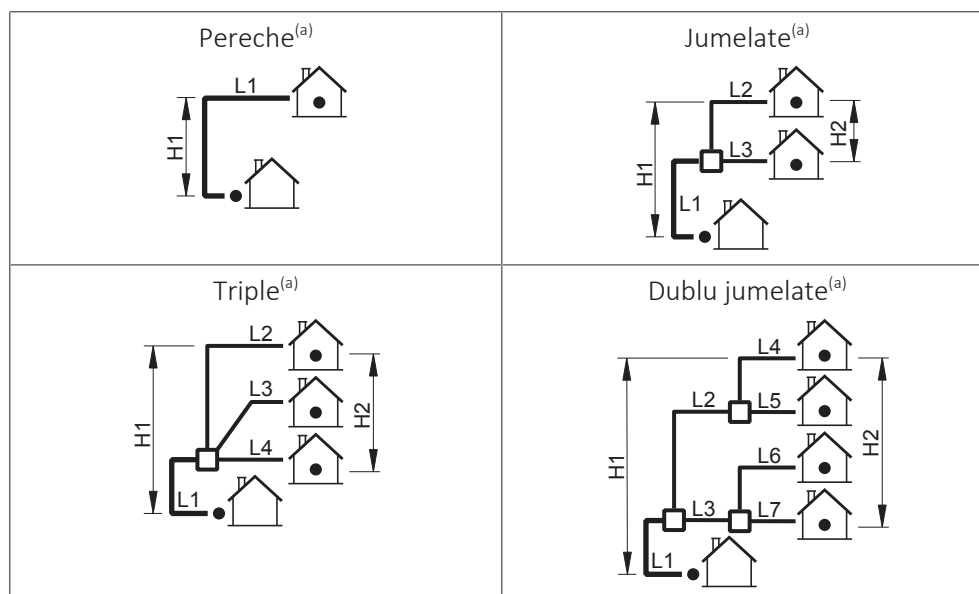 Pereche(a)
L1
H1
Jumelate(a)
L2
H2
L3
H1
L1
Triple(a)
L2
L3
H1
H2
L4
L1
Dublu jumelate(a)
L4
L2
L5
H1
H2
L6
L3
L7
L1